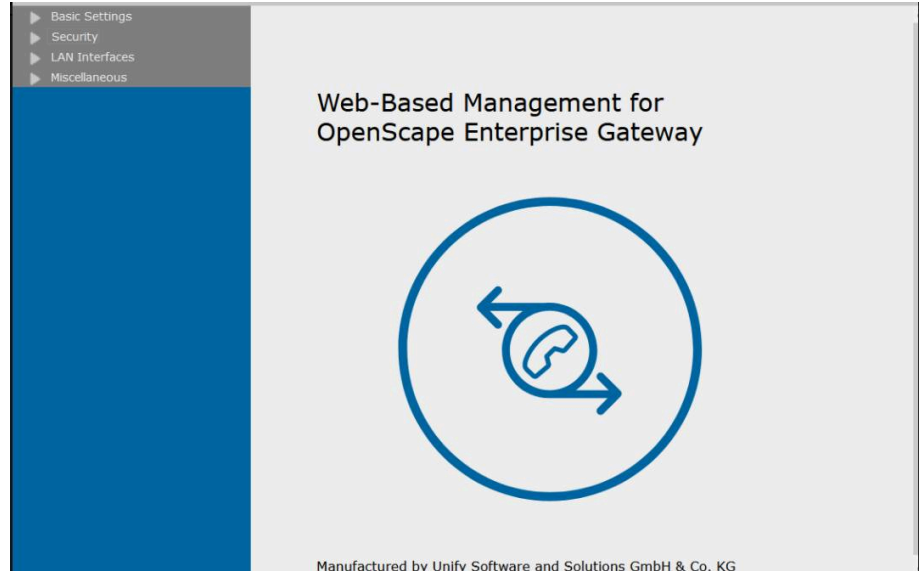 Basic Settings
Security
LAN Interfaces
Miscellaneous
Web-Based Management for
OpenScape Enterprise Gateway
Manufactured by Unify Software and Solutions GmbH & Co. KG